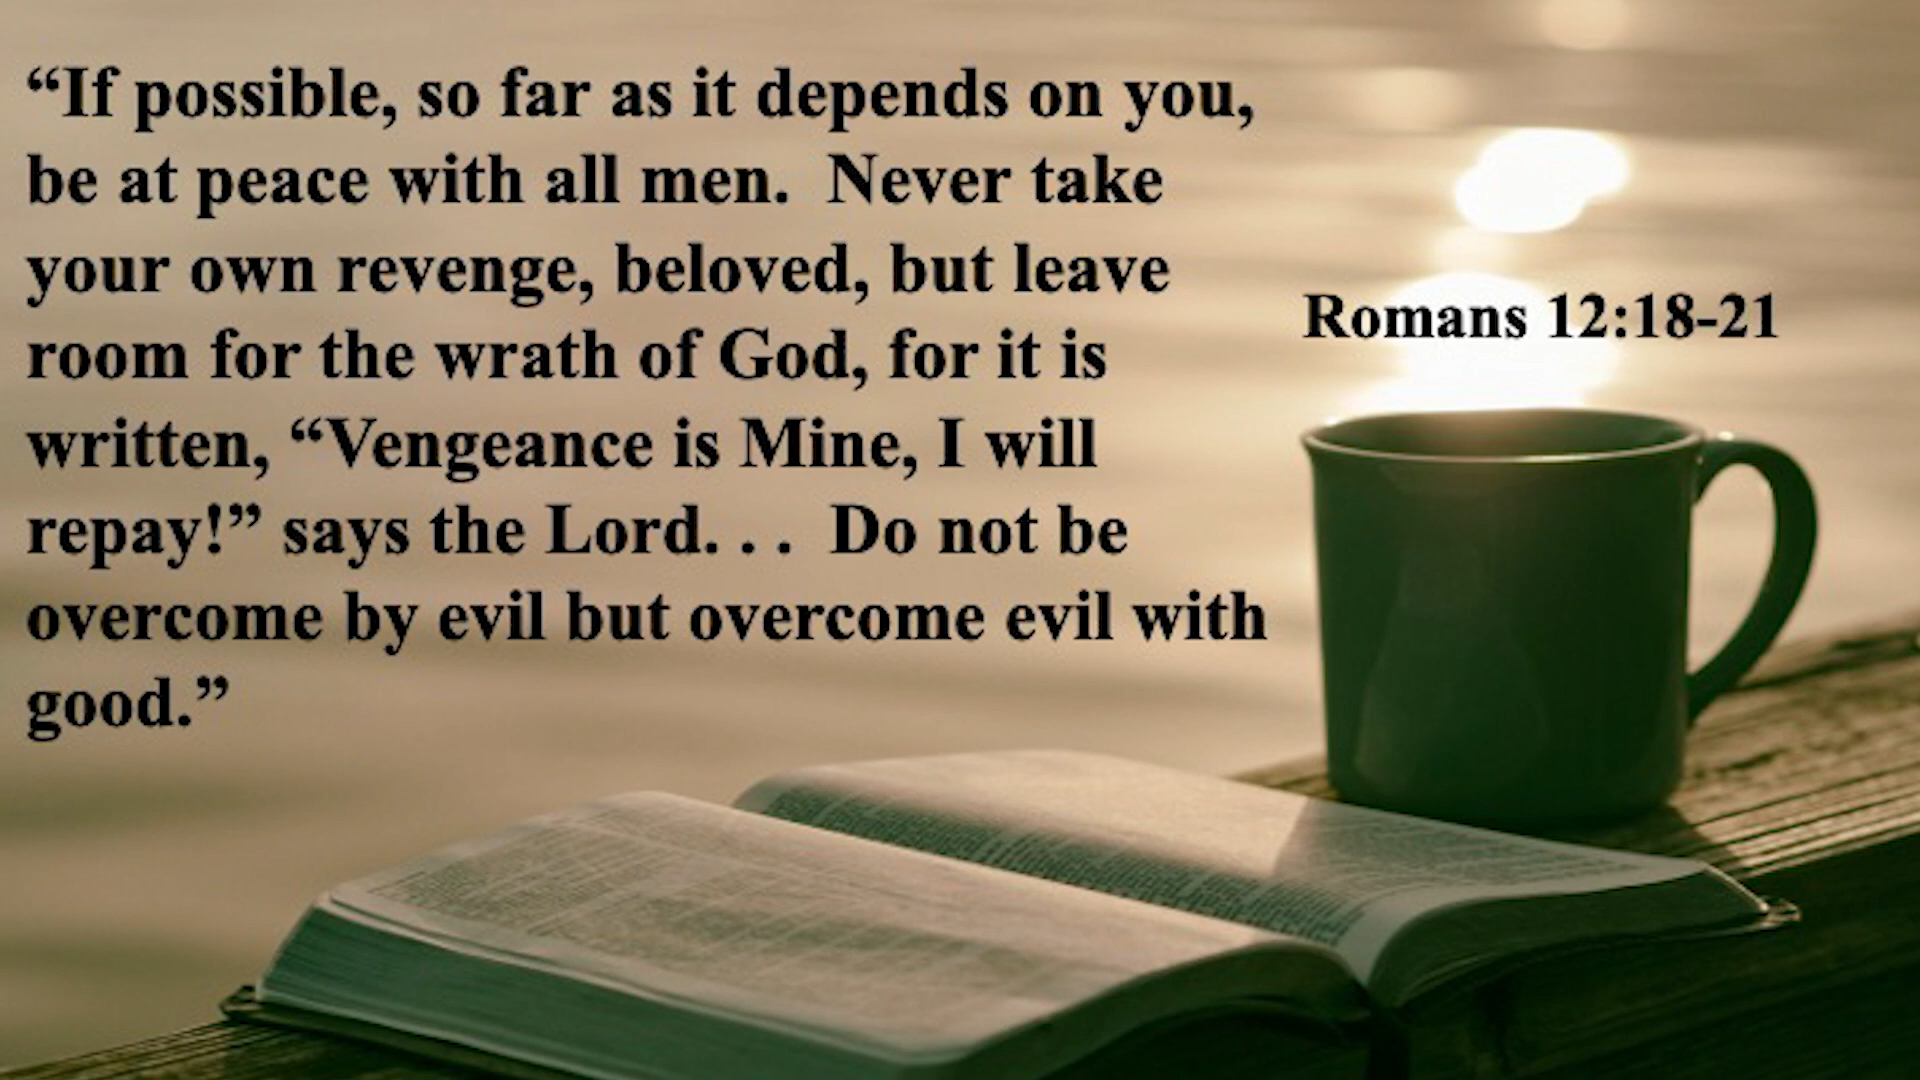 “If possible, so far as it depends on you,
be at peace with all men.  Never take
your own revenge, beloved, but leave
room for the wrath of God, for it is
written, “Vengeance is Mine, I will
repay!” says the Lord. . .  Do not be
overcome by evil but overcome evil with
good.”
Romans 12:18-21